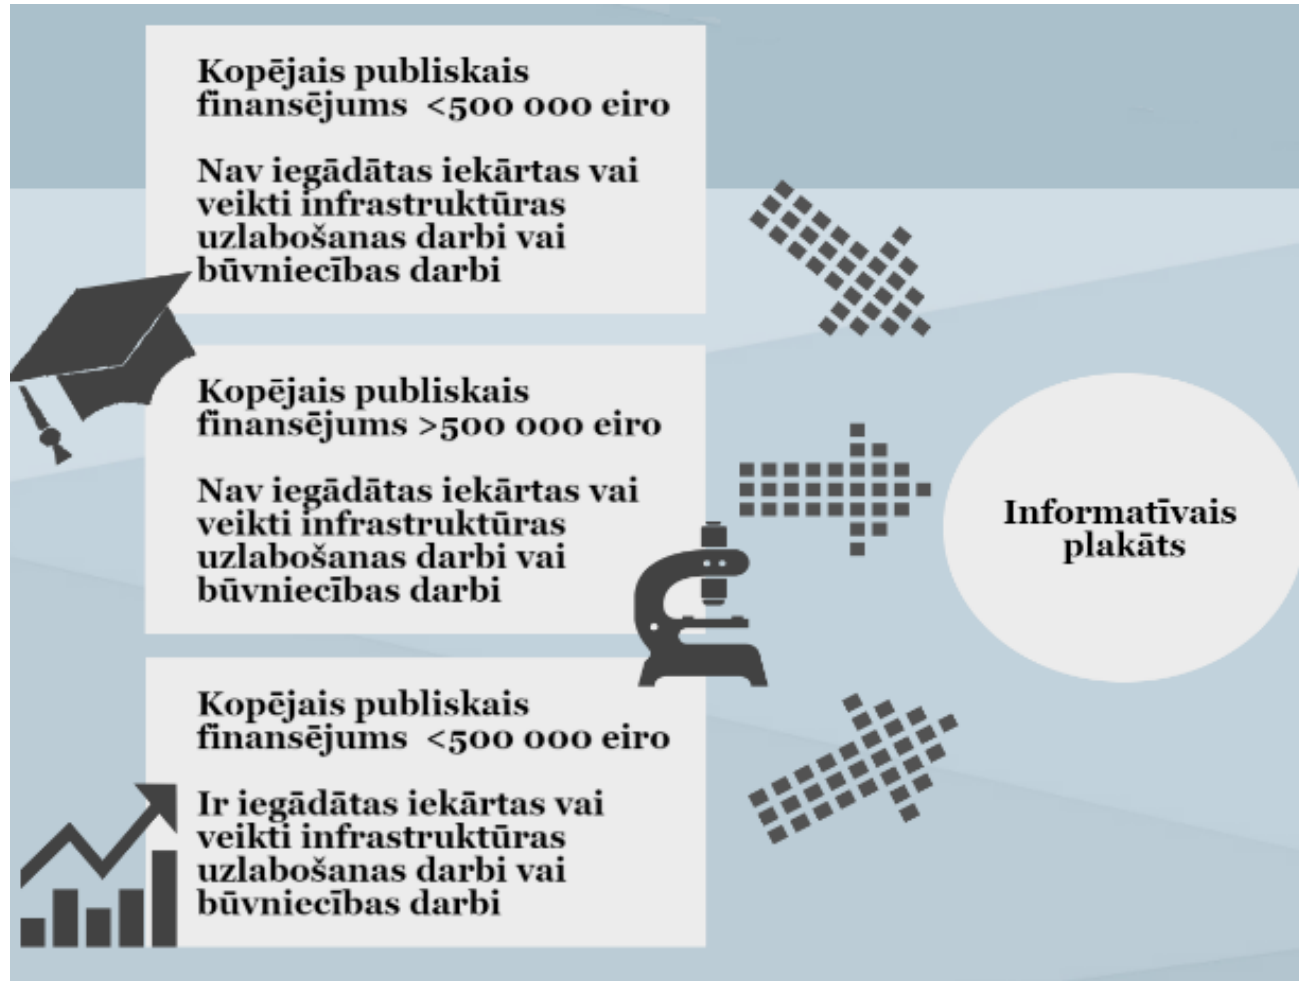 Kopējais publiskais
finansējums <500 000 eiro
Nav iegādātas iekārtas vai
veikti infrastruktūras
uzlabošanas darbi vai
būvniecības darbi
Kopējais publiskais
finansējums >500 000 eiro
Nav iegādātas iekārtas vai
veikti infrastruktūras
uzlabošanas darbi vai
būvniecības darbi
Kopējais publiskais
finansējums <500 000 eiro
Ir iegādātas iekārtas vai
veikti infrastruktūras
uzlabošanas darbi vai
būvniecības darbi
Informatīvais
plakāts